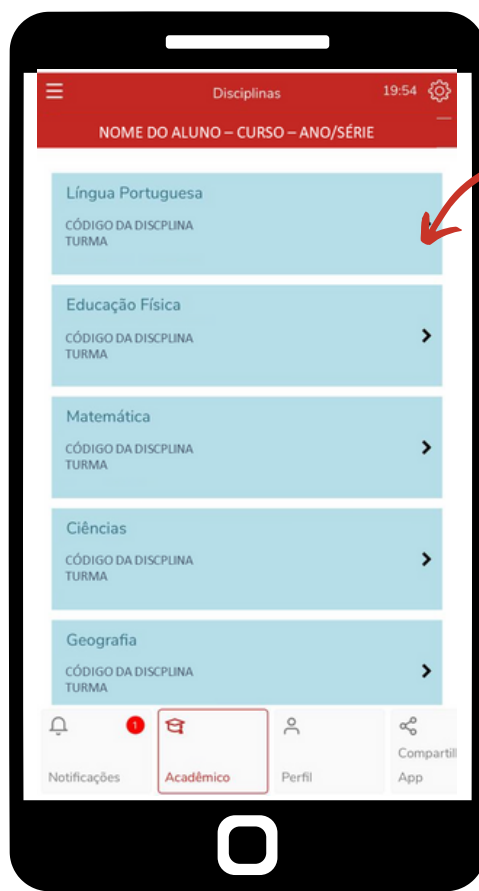 Disciplinas 19:54
NOME DO ALUNO – CURSO – ANO/SÉRIE
Língua Portuguesa
CÓDIGO DA DISCPLINA
TURMA
Educação Física
CÓDIGO DA DISCPLINA
TURMA
Matemática
CÓDIGO DA DISCPLINA
TURMA
Ciências
CÓDIGO DA DISCPLINA
TURMA
Geografia
CÓDIGO DA DISCPLINA
TURMA
1
Notificações
Acadêmico
Perfil
Compartil
App